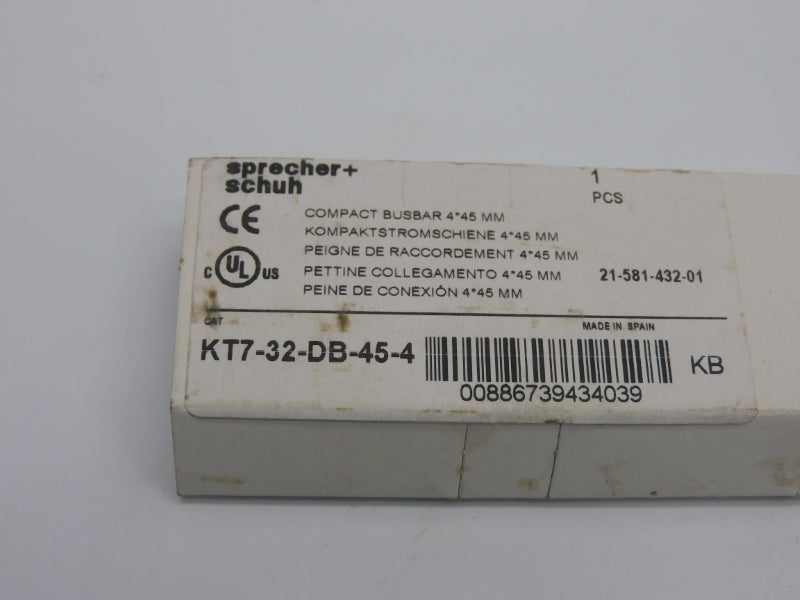 sprecher+
schuh
1
PCS
CE
C UL US
COMPACT BUSBAR 4*45 MM
KOMPAKTSTROMSCHIENE 4*45 MM
PEIGNE DE RACCORDEMENT 4*45 MM
PETTINE COLLEGAMENTO 4*45 MM 21-581-432-01
PEINE DE CONEXIÓN 4*45 MM
CAT
MADE IN SPAIN
KT7-32-DB-45-4
KB
00886739434039